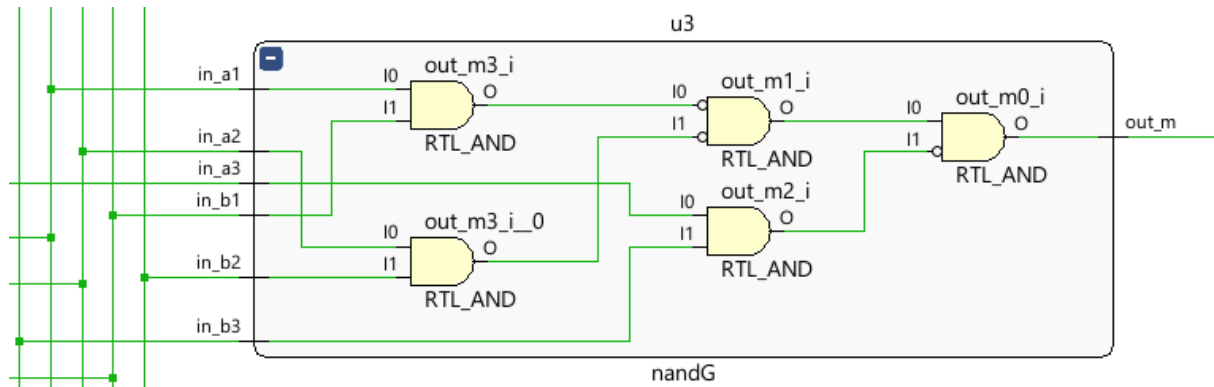 u3
in_a1
in_a2
in_a3
in_b1
in_b2
in_b3
out_m3_i
I0
I1
O
RTL_AND
out_m3_i__0
I0
I1
O
RTL_AND
out_m1_i
I0
I1
O
RTL_AND
out_m2_i
I0
I1
O
RTL_AND
out_m0_i
I0
I1
O
RTL_AND
out_m
nandG